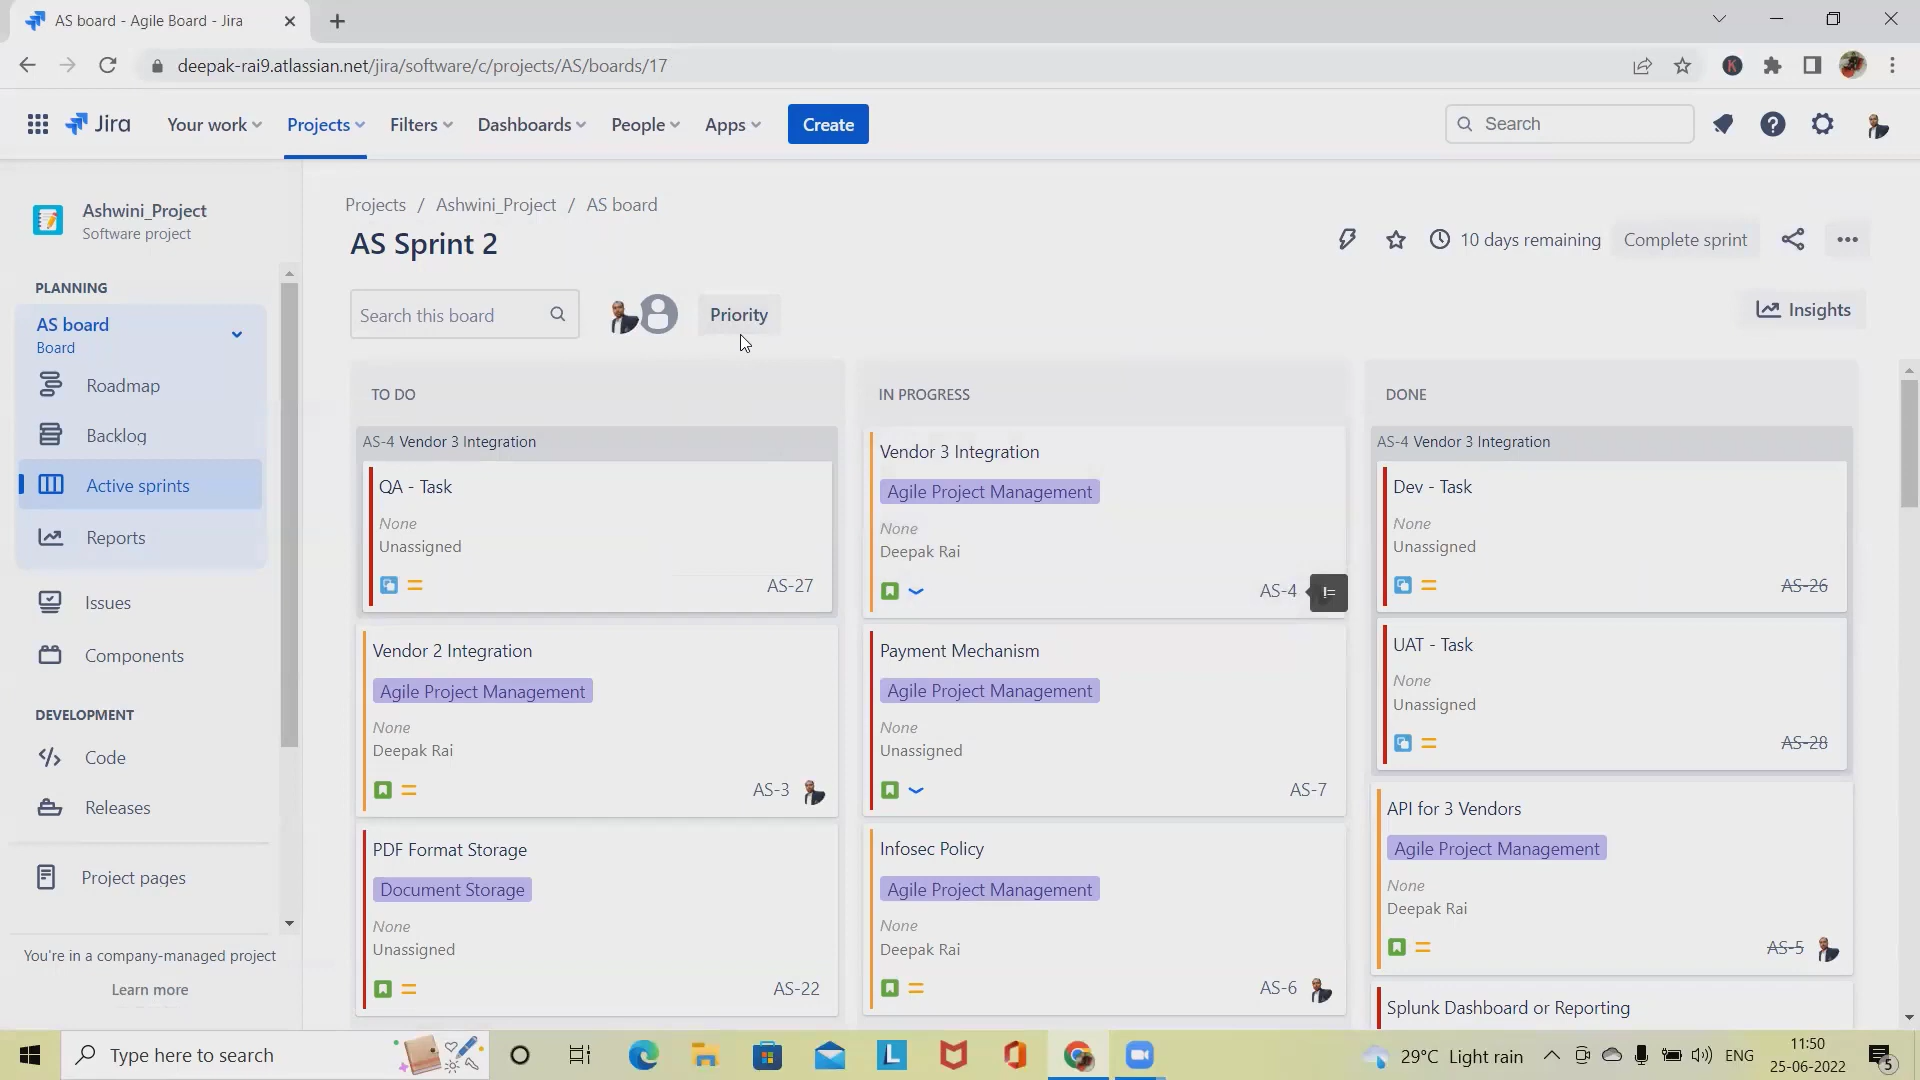 AS board - Agile Board - Jira
deepak-rai9.atlassian.net/jira/software/c/projects/AS/boards/17
K
Jira
Your work
Projects
Filters
Dashboards
People
Apps
Create
Search
Ashwini_Project
Software project
PLANNING
AS board
Board
Roadmap
Backlog
Active sprints
Reports
Issues
Components
DEVELOPMENT
Code
Releases
Project pages
You're in a company-managed project
Learn more
Projects / Ashwini_Project / AS board
AS Sprint 2
10 days remaining
Complete sprint
Search this board
Priority
Insights
TO DO
AS-4 Vendor 3 Integration
QA - Task
None
Unassigned
AS-27
Vendor 2 Integration
Agile Project Management
None
Deepak Rai
AS-3
PDF Format Storage
Document Storage
None
Unassigned
AS-22
IN PROGRESS
Vendor 3 Integration
Agile Project Management
None
Deepak Rai
AS-4
!=
Payment Mechanism
Agile Project Management
None
Unassigned
AS-7
Infosec Policy
Agile Project Management
None
Deepak Rai
AS-6
DONE
AS-4 Vendor 3 Integration
Dev - Task
None
Unassigned
AS-26
UAT - Task
None
Unassigned
AS-28
API for 3 Vendors
Agile Project Management
None
Deepak Rai
AS-5
Splunk Dashboard or Reporting
Type here to search
L
29°C Light rain
ENG
11:50
25-06-2022
5